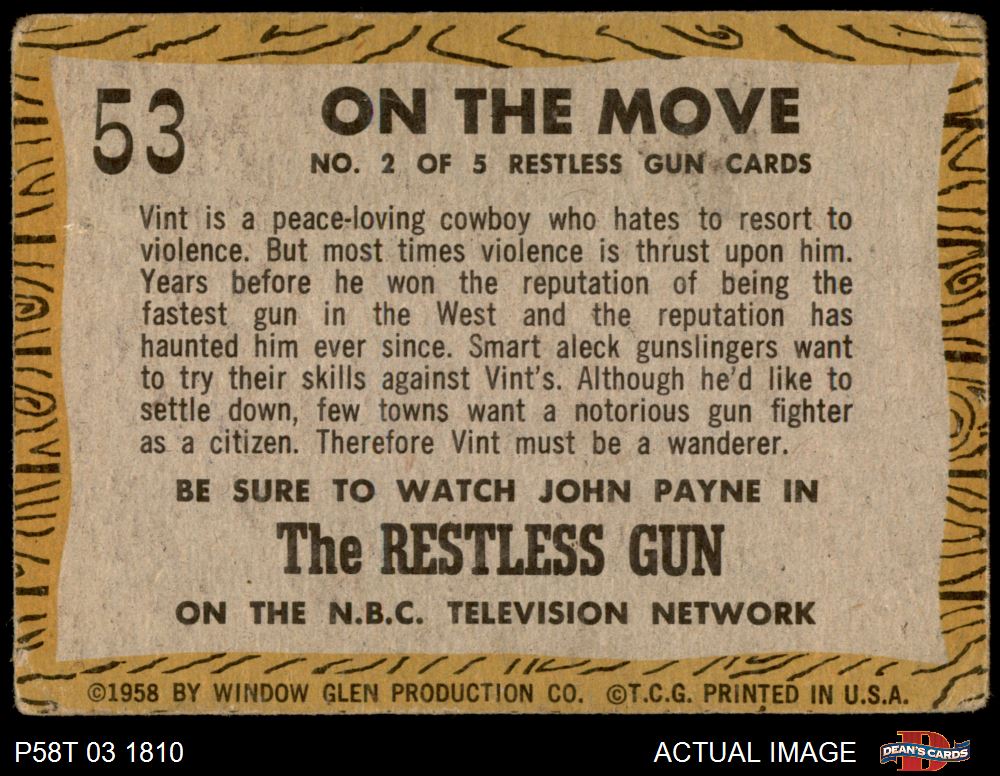 53
ON THE MOVE
NO. 2 OF 5 RESTLESS GUN CARDS
Vint is a peace-loving cowboy who hates to resort to
violence. But most times violence is thrust upon him.
Years before he won the reputation of being the
fastest gun in the West and the reputation has
haunted him ever since. Smart aleck gunslingers want
to try their skills against Vint's. Although he'd like to
settle down, few towns want a notorious gun fighter
as a citizen. Therefore Vint must be a wanderer.
BE SURE TO WATCH JOHN PAYNE IN
The RESTLESS GUN
ON THE N.B.C. TELEVISION NETWORK
©1958 BY WINDOW GLEN PRODUCTION CO. ©T.C.G. PRINTED IN U.S.A.
P58T 03 1810 ACTUAL IMAGE DEAN'S CARDS